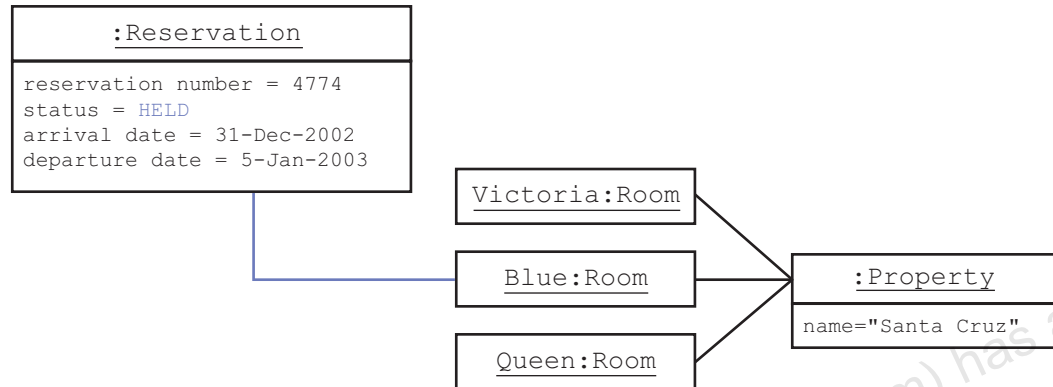 :Reservation
reservation number = 4774
status = HELD
arrival date = 31-Dec-2002
departure date = 5-Jan-2003
Victoria:Room
Blue:Room
Queen:Room
:Property
name="Santa Cruz"
has